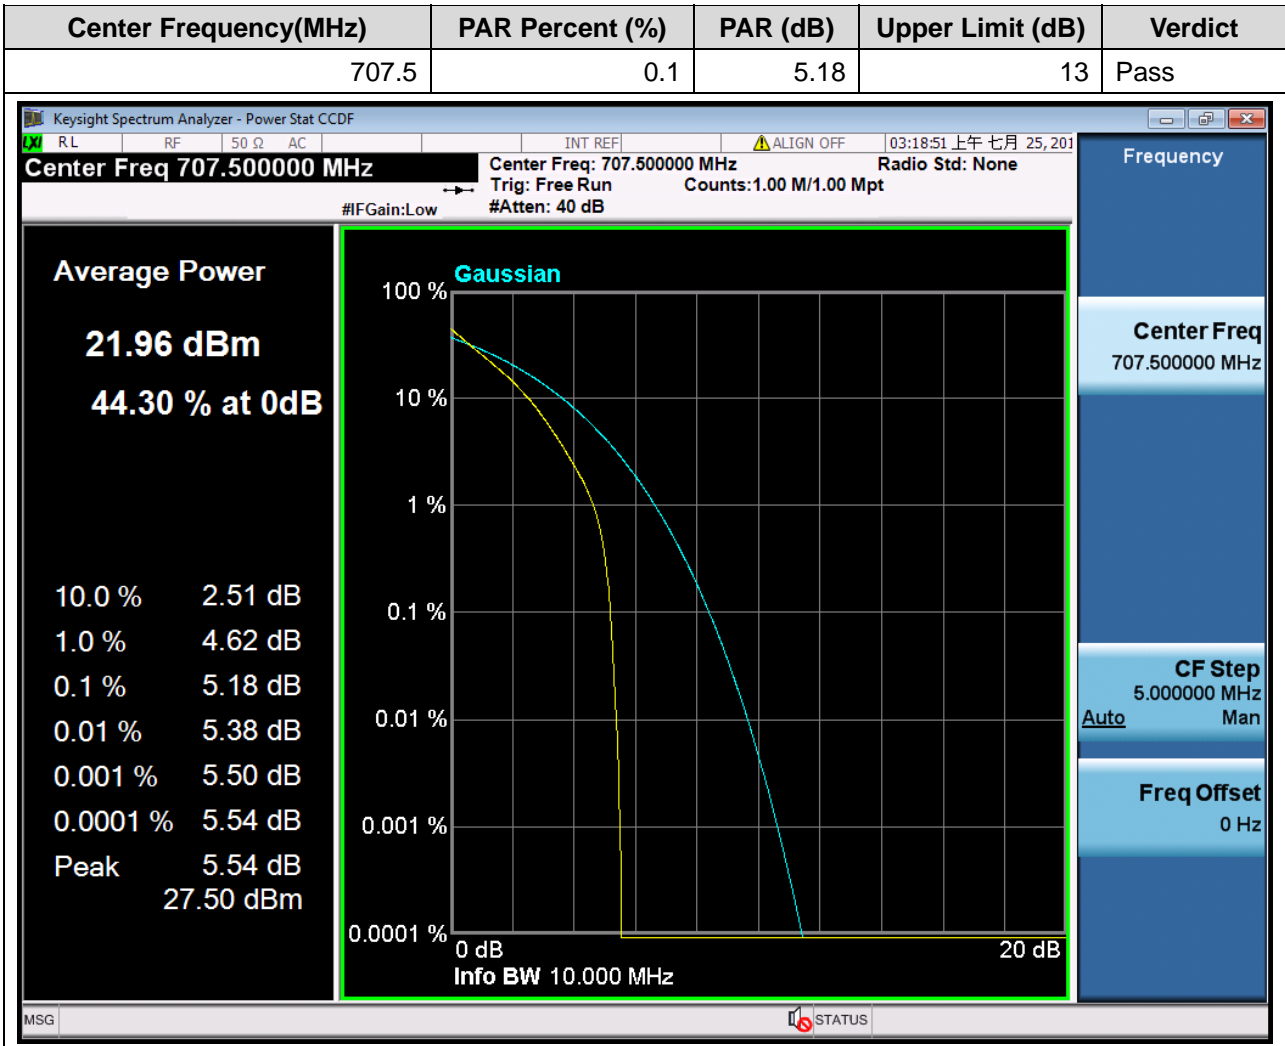 Center Frequency(MHz) PAR Percent (%) PAR (dB) Upper Limit (dB) Verdict
707.5 0.1 5.18 13 Pass
Keysight Spectrum Analyzer - Power Stat CCDF
LXI RL RF 50 Ω AC INT REF ALIGN OFF 03:18:51 上午 七月 25, 201
Center Freq 707.500000 MHz
Center Freq: 707.500000 MHz Radio Std: None
Trig: Free Run Counts:1.00 M/1.00 Mpt
#IFGain:Low #Atten: 40 dB
Average Power
21.96 dBm
44.30 % at 0dB
10.0 % 2.51 dB
1.0 % 4.62 dB
0.1 % 5.18 dB
0.01 % 5.38 dB
0.001 % 5.50 dB
0.0001 % 5.54 dB
Peak 5.54 dB
27.50 dBm
Gaussian
100 %
10 %
1 %
0.1 %
0.01 %
0.001 %
0.0001 %
0 dB 20 dB
Info BW 10.000 MHz
Frequency
Center Freq
707.500000 MHz
CF Step
5.000000 MHz
Auto Man
Freq Offset
0 Hz
MSG STATUS